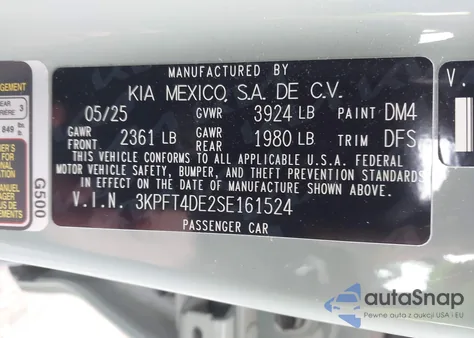 MANUFACTURED BY
KIA MEXICO, S.A. DE C.V.
05/25 GVWR 3924 LB PAINT DM4
GAWR FRONT 2361 LB GAWR REAR 1980 LB TRIM DFS
THIS VEHICLE CONFORMS TO ALL APPLICABLE U.S.A. FEDERAL
MOTOR VEHICLE SAFETY, BUMPER, AND THEFT PREVENTION STANDARDS
IN EFFECT ON THE DATE OF MANUFACTURE SHOWN ABOVE.
V.I.N. 3KPFT4DE2SE161524
PASSENGER CAR
G500
3
849
V.
autoSnap
Pewne auta z aukcji USA i EU